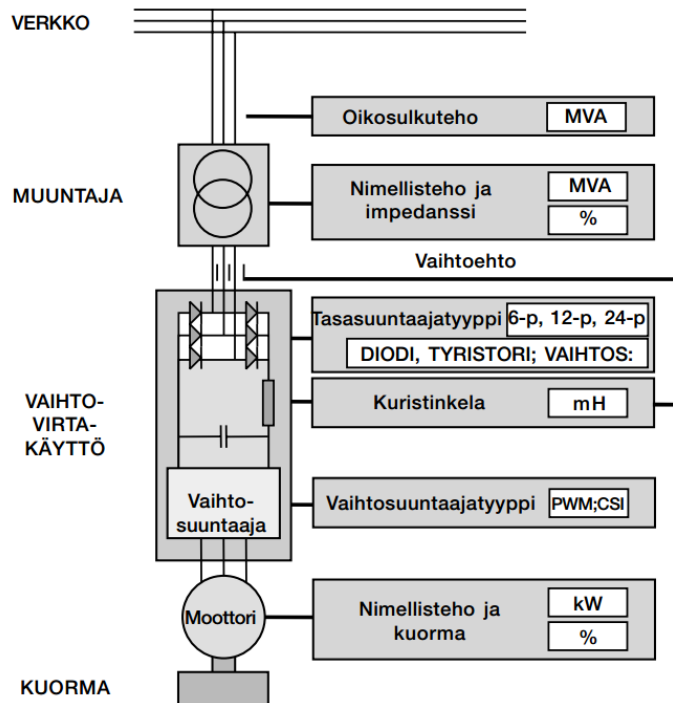 VERKKO
Oikosulkuteho
MVA
MUUNTAJA
Nimellisteho ja
impedanssi
MVA
%
Vaihtoehto
Tasasuuntaajatyyppi
6-p, 12-p, 24-p
DIODI, TYRISTORI; VAIHTOS:
VAIHTO-
VIRTA-
KÄYTTÖ
Kuristinkela
mH
Vaihto-
suuntaaja
Vaihtosuuntaajatyyppi
PWM;CSI
Moottori
Nimellisteho ja
kuorma
kW
%
KUORMA